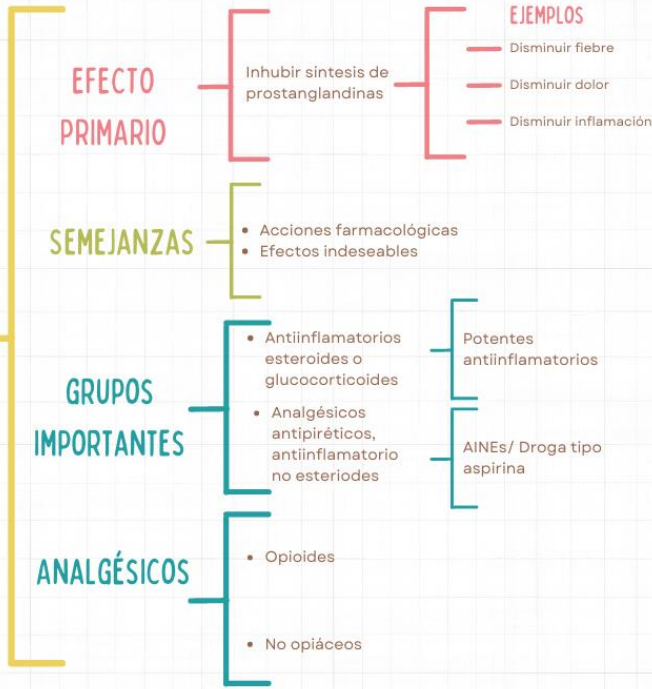 EFECTO
PRIMARIO
Inhubir síntesis de
prostanglandinas
EJEMPLOS
Disminuir fiebre
Disminuir dolor
Disminuir inflamación
SEMEJANZAS
• Acciones farmacológicas
• Efectos indeseables
GRUPOS
IMPORTANTES
• Antiinflamatorios
esteroides o
glucocorticoides
Potentes
antiinflamatorios
• Analgésicos
antipiréticos,
antiinflamatorio
no esteriodes
AINEs/ Droga tipo
aspirina
ANALGÉSICOS
• Opioides
• No opiáceos